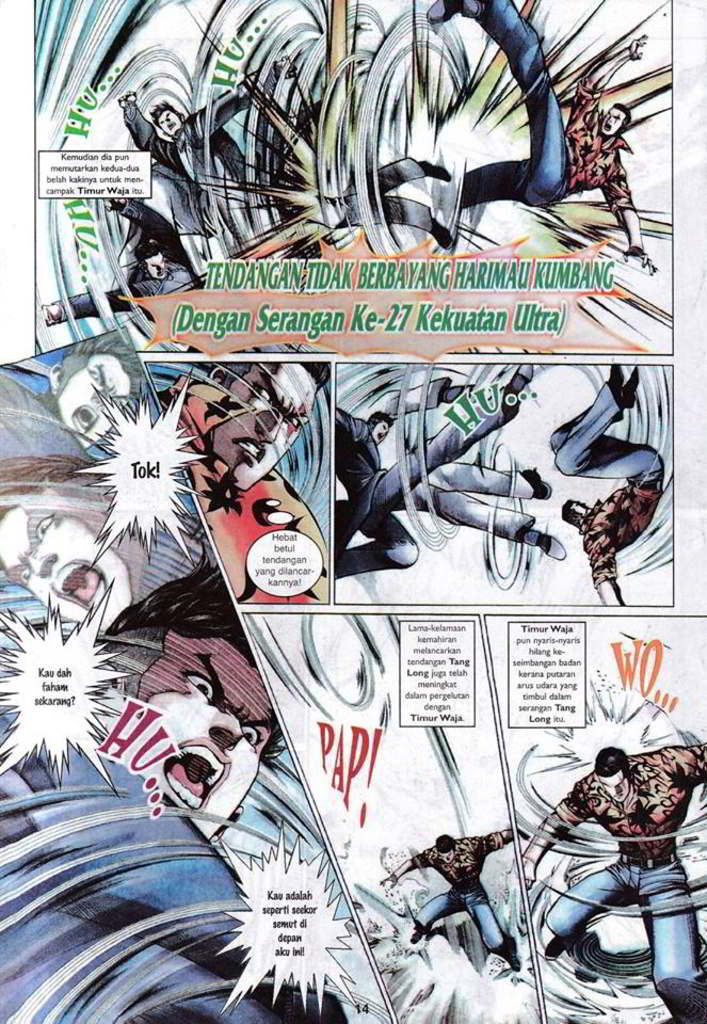 HU...
HU...
HU...
Kemudian dia pun
memutarkan kedua-dua
belah kakinya untuk men-
campak Timur Waja itu.
TENDANGAN TIDAK BERBAYANG HARIMAU KUMBANG
(Dengan Serangan Ke-27 Kekuatan Ultra)
Tok!
Hebat
betul
tendangan
yang dilancar-
kannya!
HU...
Kau dah
faham
sekarang?
HU...
Kau adalah
seperti seekor
semut di
depan
aku ini!
Lama-kelamaan
kemahiran
melancarkan
tendangan Tang
Long juga telah
meningkat
dalam pergelutan
dengan
Timur Waja.
PAP!
Timur Waja
pun nyaris-nyaris
hilang ke-
seimbangan badan
kerana putaran
arus udara yang
timbul dalam
serangan Tang
Long itu.
WO...
14